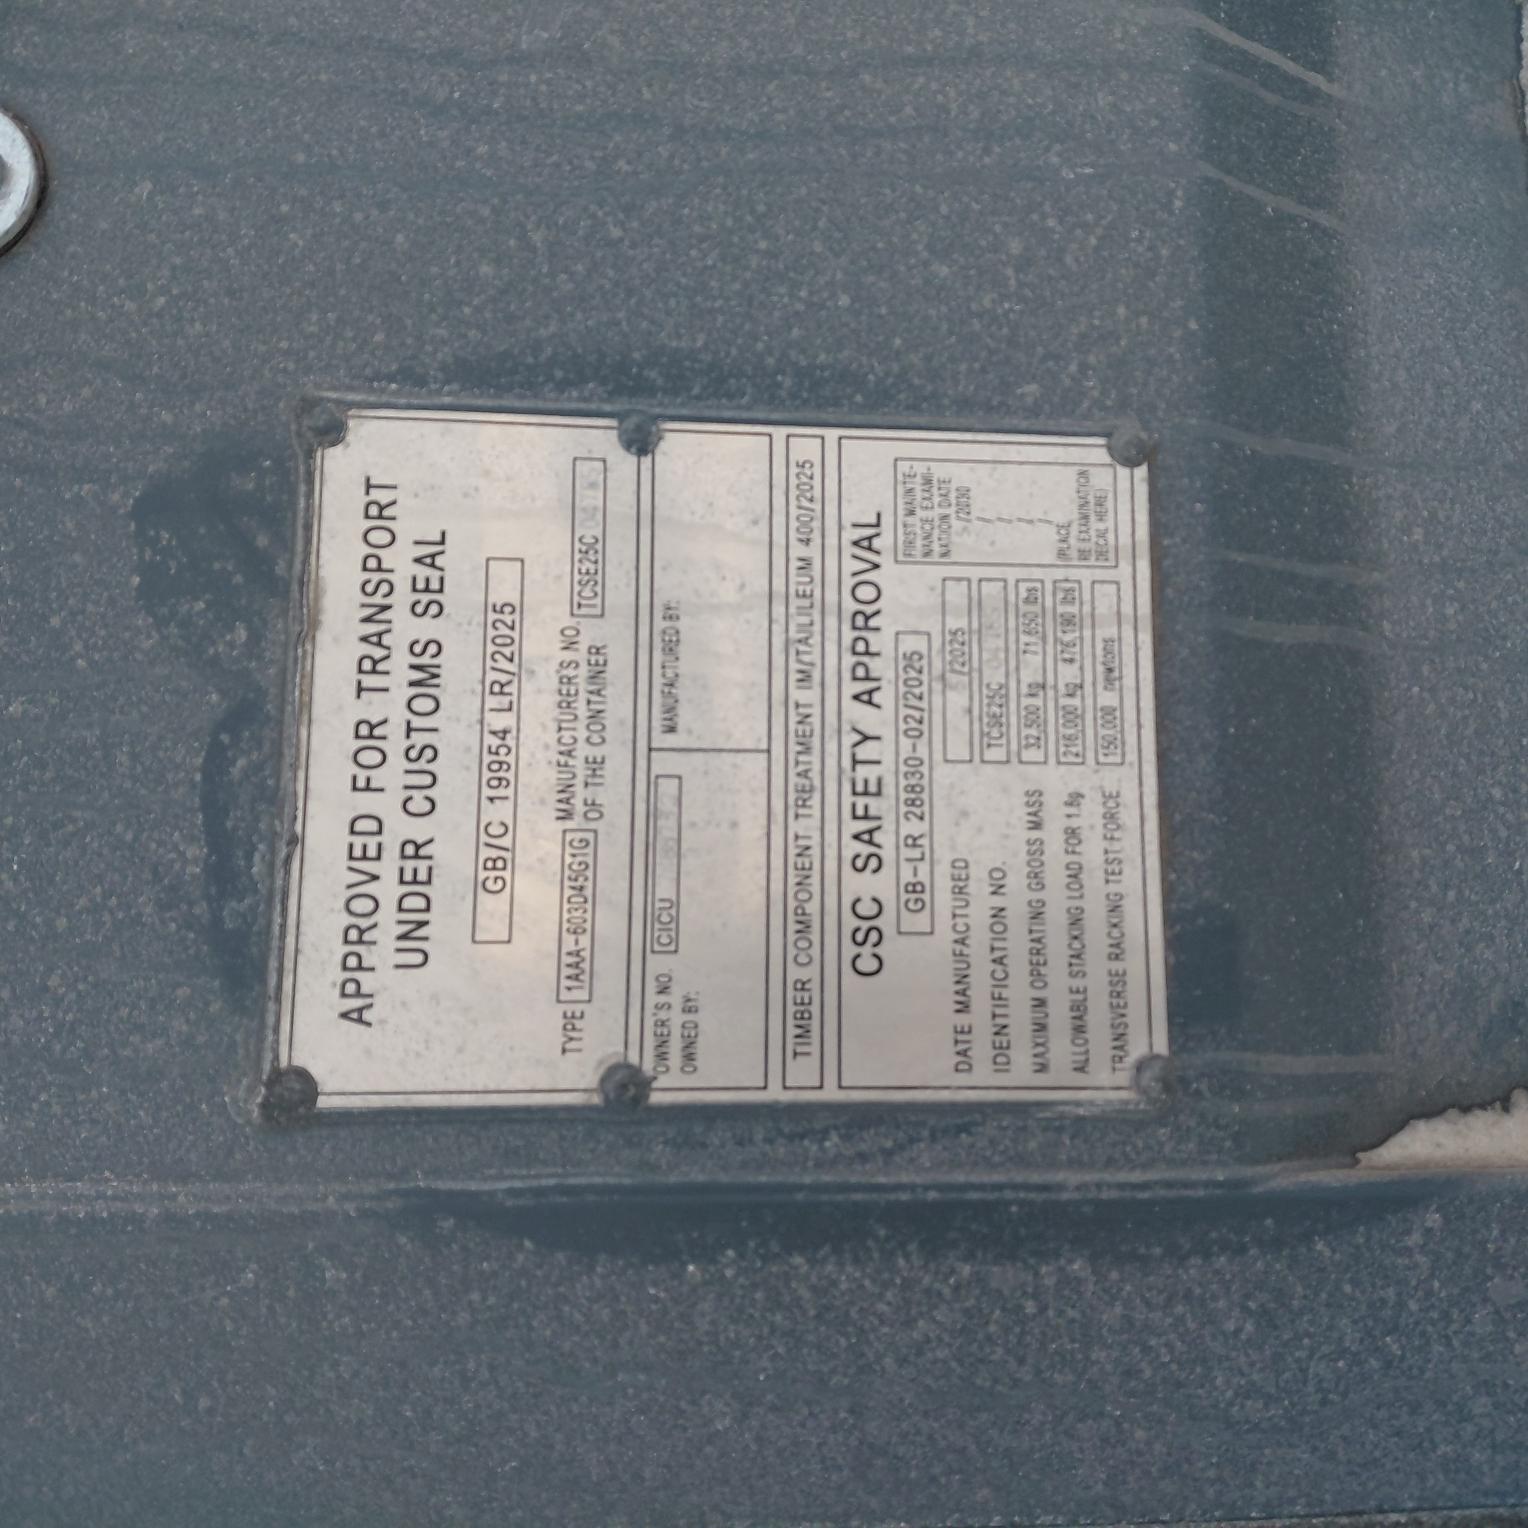 APPROVED FOR TRANSPORT
UNDER CUSTOMS SEAL
GB/C 19954 LR/2025
TYPE 1AAA-603D45G1G MANUFACTURER'S NO. OF THE CONTAINER TCSE25C
OWNER'S NO. CICU
OWNED BY:
MANUFACTURED BY:
TIMBER COMPONENT TREATMENT IM/TAILILEUM 400/2025
CSC SAFETY APPROVAL
GB-LR 28830-02/2025
DATE MANUFACTURED /2025
IDENTIFICATION NO. TCSE25C
MAXIMUM OPERATING GROSS MASS 32,500 kg 71,650 lbs
ALLOWABLE STACKING LOAD FOR 1.8g 216,000 kg 476,190 lbs
TRANSVERSE RACKING TEST FORCE 150,000 newtons
FIRST MAINTE-
NANCE EXAMI-
NATION DATE
/2030
(PLACE
RE EXAMINATION
DECAL HERE)